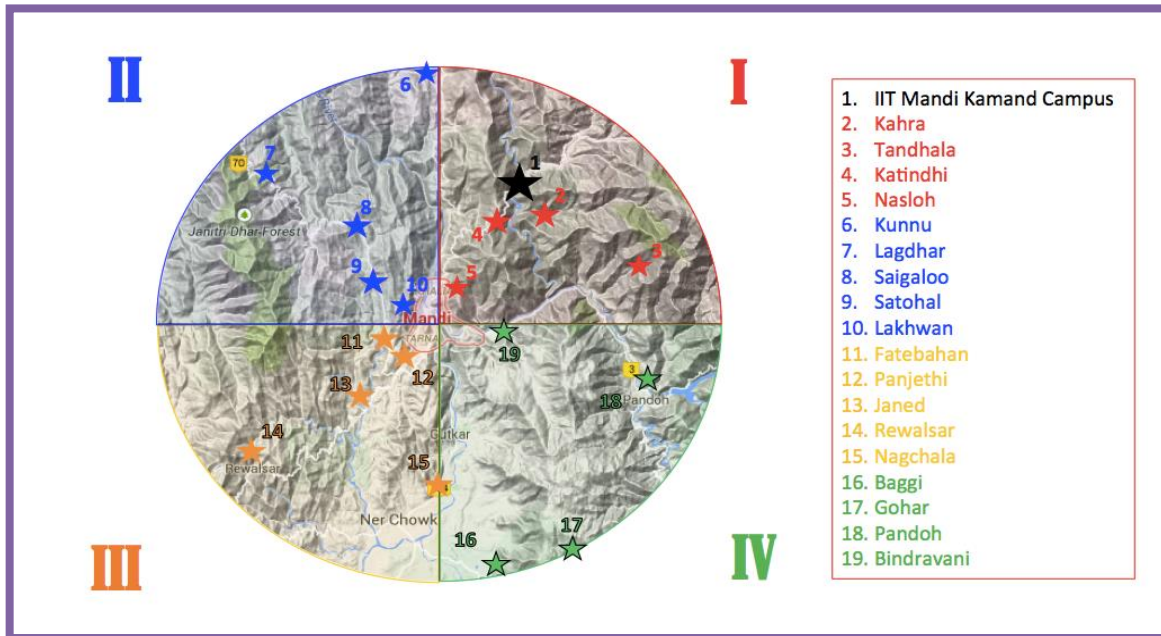 II
I
III
IV
6
7
70
8
9
10
1
2
3
4
5
River
Janitri Dhar Forest
Mandi
TARNA
11
12
13
14
15
Rewalsar
Gutkar
Ner Chowk
16
17
18
19
3
Pandoh
1. IIT Mandi Kamand Campus
2. Kahra
3. Tandhala
4. Katindhi
5. Nasloh
6. Kunnu
7. Lagdhar
8. Saigaloo
9. Satohal
10. Lakhwan
11. Fatebahan
12. Panjethi
13. Janed
14. Rewalsar
15. Nagchala
16. Baggi
17. Gohar
18. Pandoh
19. Bindravani